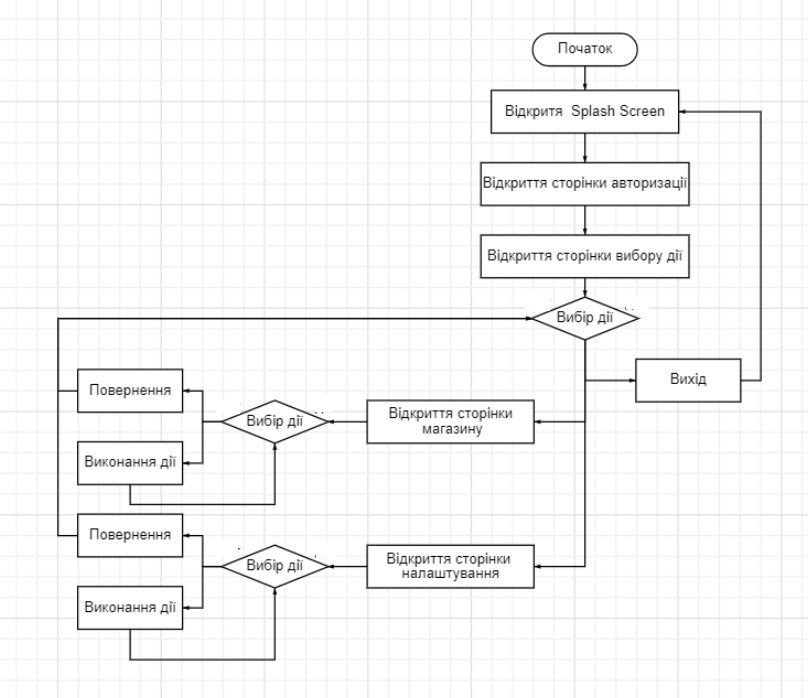 Початок
Відкритя Splash Screen
Відкриття сторінки авторизації
Відкриття сторінки вибору дії
Вибір дії
Вихід
Повернення
Вибір дії
Відкриття сторінки
магазину
Виконання дії
Повернення
Вибір дії
Відкриття сторінки
налаштування
Виконання дії